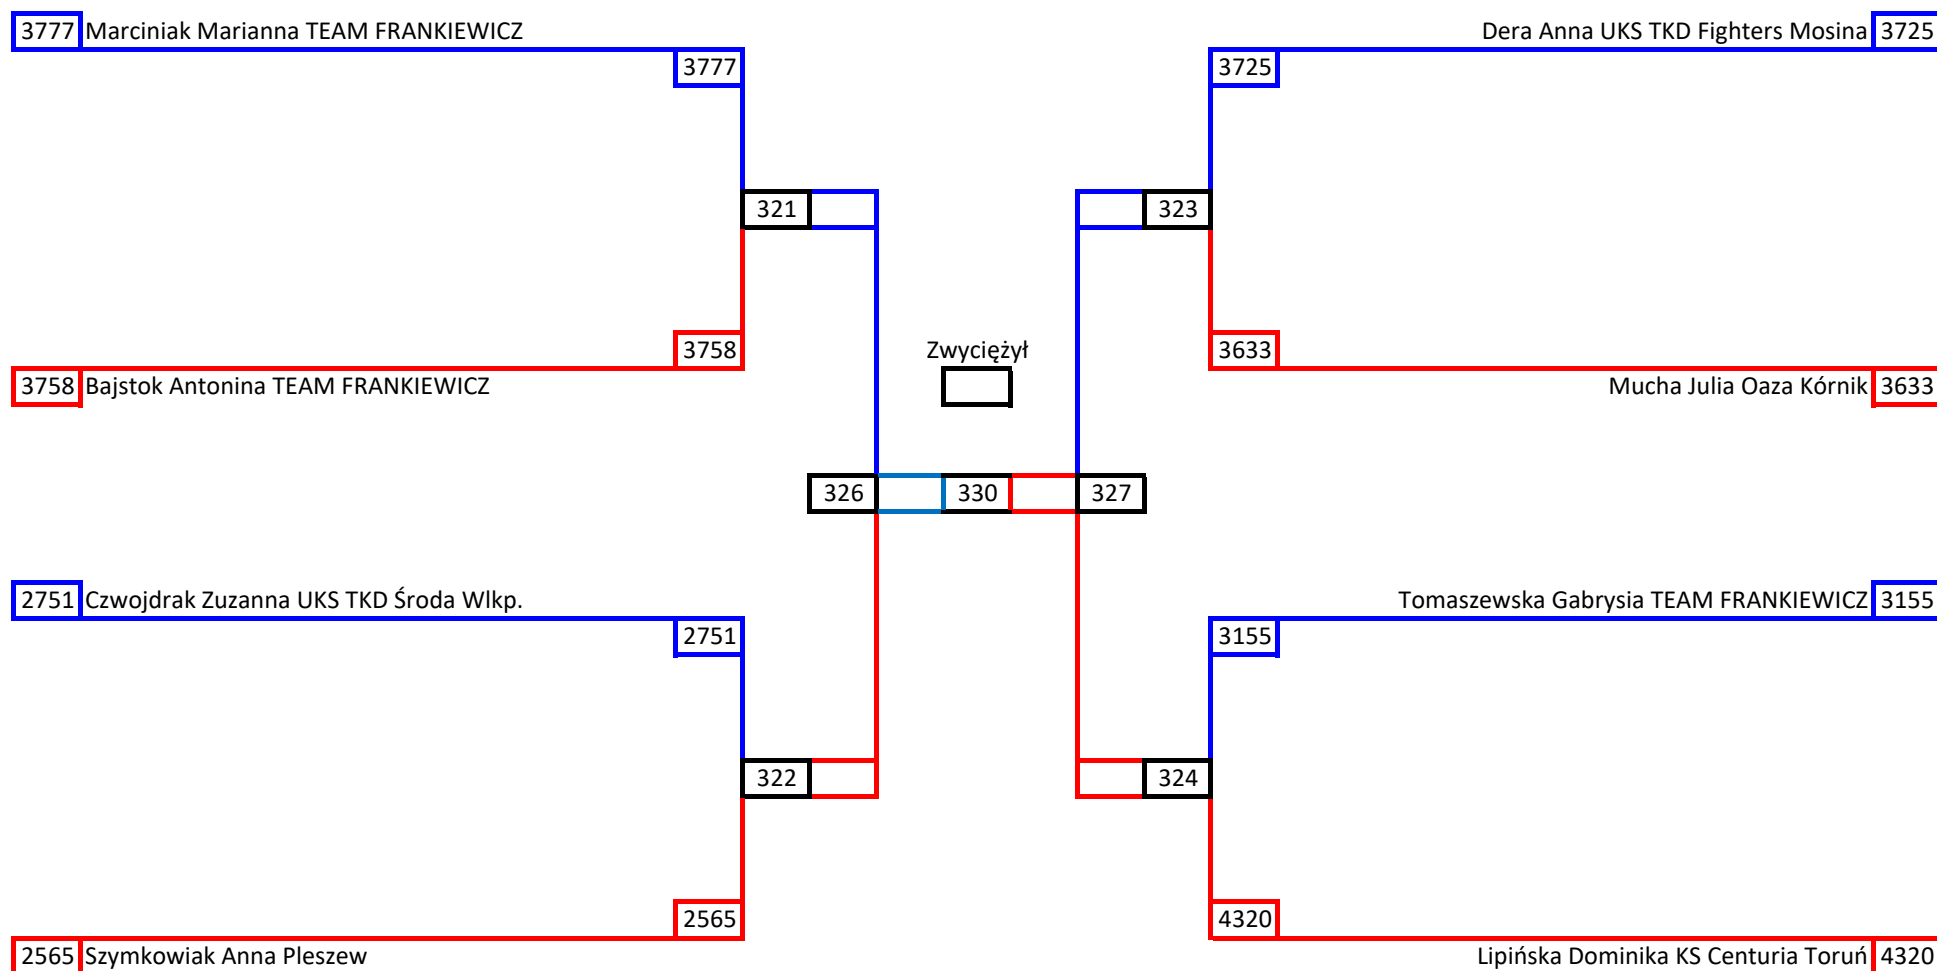 3777 Marciniak Marianna TEAM FRANKIEWICZ
Dera Anna UKS TKD Fighters Mosina 3725
3777
3725
321
323
3758
Zwyciężył
3633
3758 Bajstok Antonina TEAM FRANKIEWICZ
Mucha Julia Oaza Kórnik 3633
326
330
327
2751 Czwojdrak Zuzanna UKS TKD Środa Wlkp.
Tomaszewska Gabrysia TEAM FRANKIEWICZ 3155
2751
3155
322
324
2565
4320
2565 Szymkowiak Anna Pleszew
Lipińska Dominika KS Centuria Toruń 4320